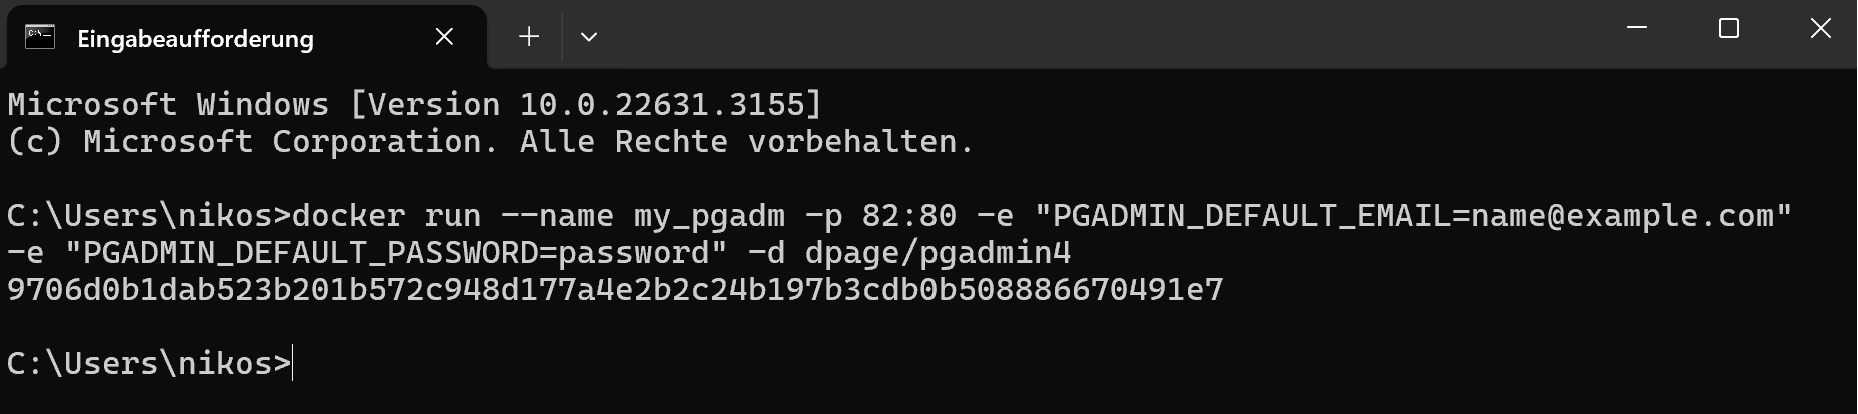 Eingabeaufforderung
Microsoft Windows [Version 10.0.22631.3155]
(c) Microsoft Corporation. Alle Rechte vorbehalten.
C:\Users\nikos>docker run --name my_pgadm -p 82:80 -e "PGADMIN_DEFAULT_EMAIL=name@example.com"
-e "PGADMIN_DEFAULT_PASSWORD=password" -d dpage/pgadmin4
9706d0b1dab523b201b572c948d177a4e2b2c24b197b3cdb0b508886670491e7
C:\Users\nikos>